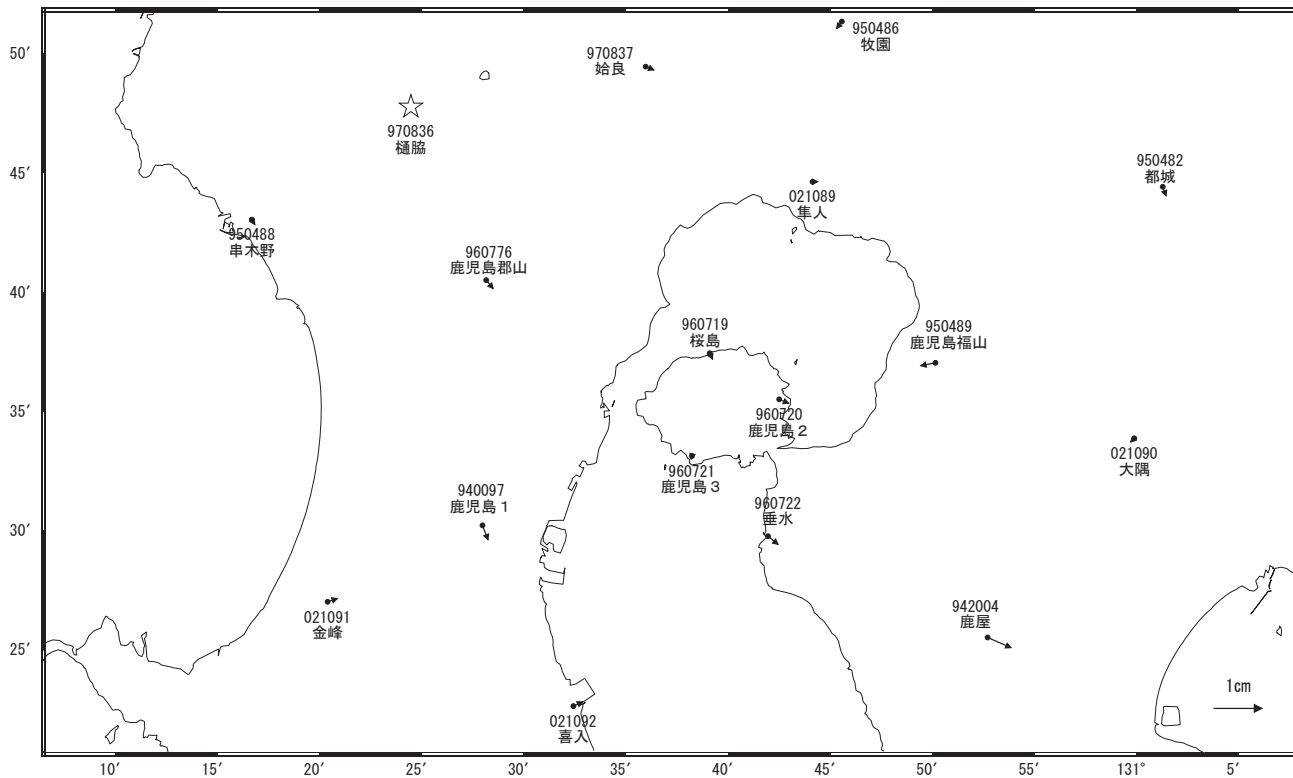 50′
950486
牧園
970837
姶良
970836
樋脇
45′
950482
都城
021089
隼人
950488
串木野
960776
鹿児島郡山
40′
960719
桜島
950489
鹿児島福山
35′
960720
鹿児島２
021090
大隅
960721
鹿児島３
940097
鹿児島１
960722
垂水
30′
021091
金峰
942004
鹿屋
25′
1cm
021092
喜入
10′ 15′ 20′ 25′ 30′ 35′ 40′ 45′ 50′ 55′ 131° 5′